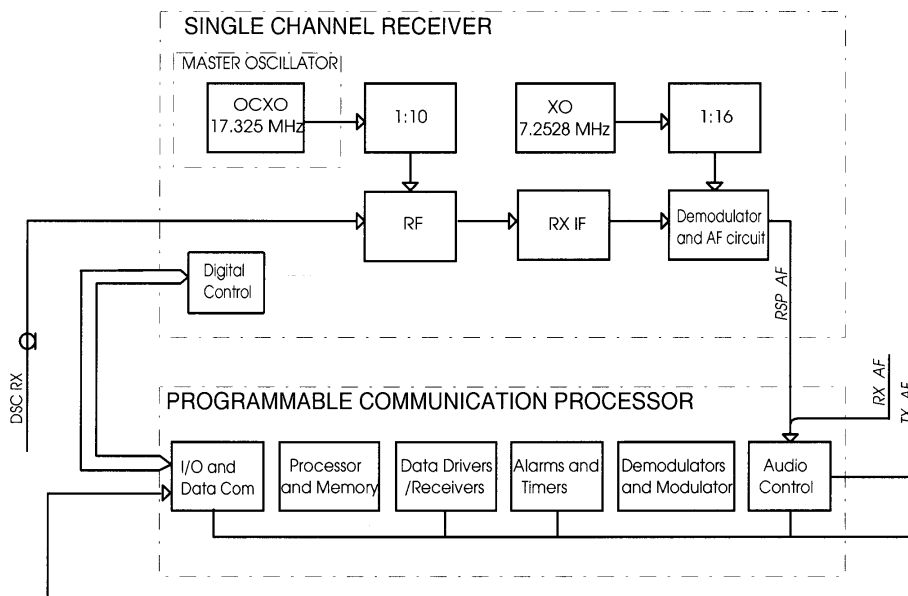 SINGLE CHANNEL RECEIVER
MASTER OSCILLATOR
OCXO
17.325 MHz
1:10
XO
7.2528 MHz
1:16
RF
RX IF
Demodulator
and AF circuit
Digital
Control
RSP AF
DSC RX
RX AF
TX AF
PROGRAMMABLE COMMUNICATION PROCESSOR
I/O and
Data Com
Processor
and Memory
Data Drivers
/Receivers
Alarms and
Timers
Demodulators
and Modulator
Audio
Control